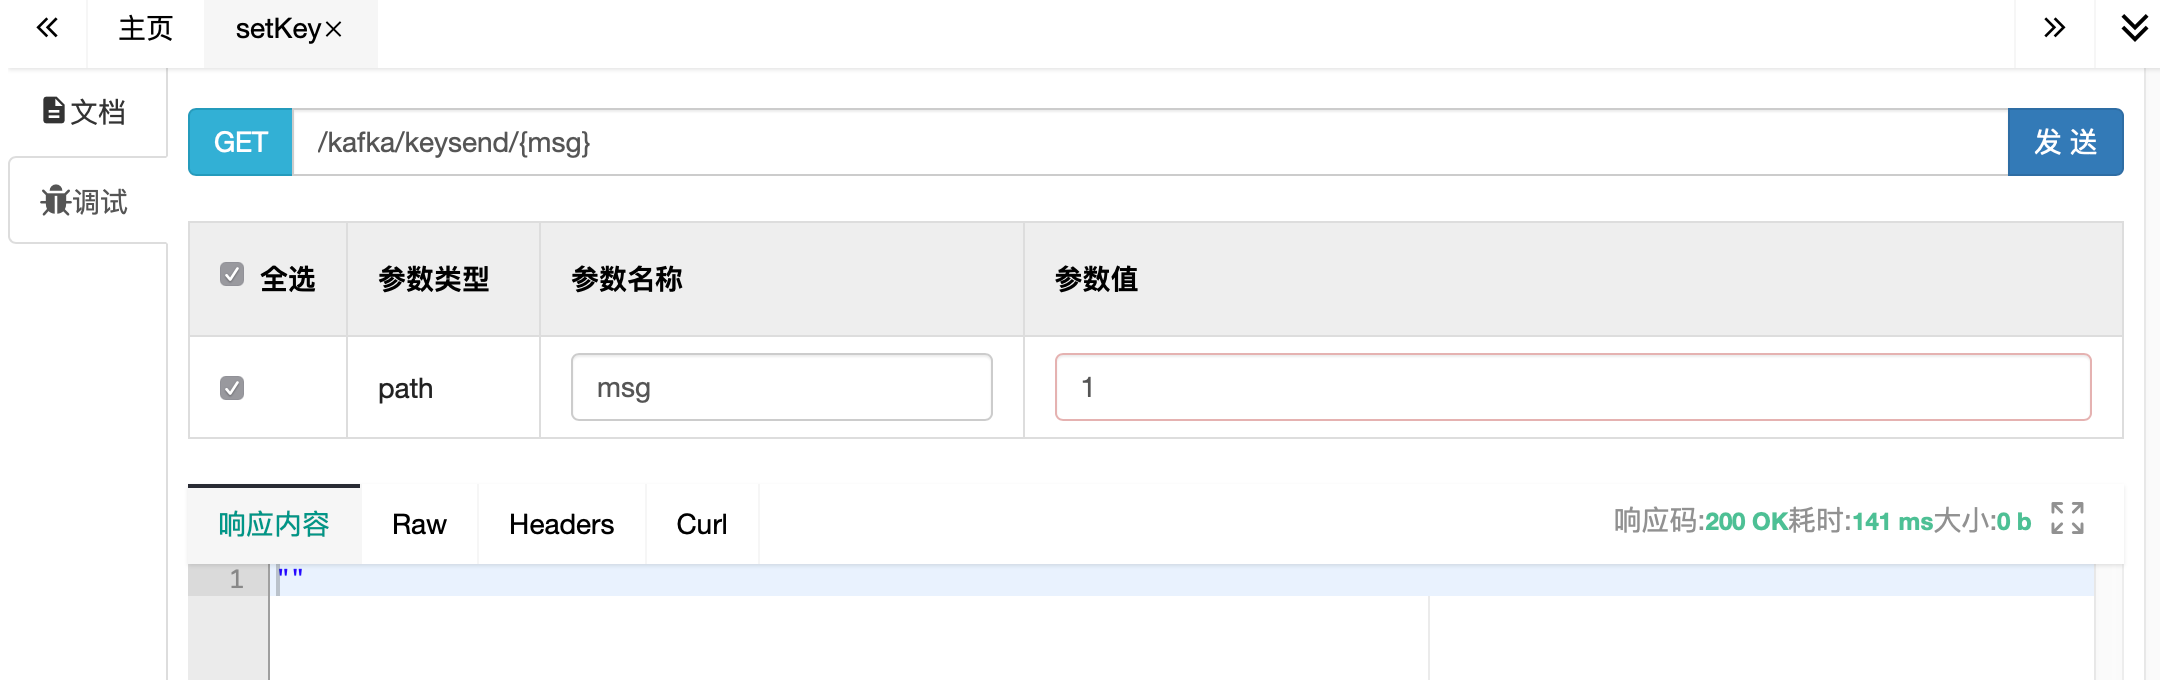 主页 setKey×
文档
GET /kafka/keysend/{msg} 发 送
调试
全选 参数类型 参数名称 参数值
path msg 1
响应内容 Raw Headers Curl 响应码:200 OK耗时:141 ms大小:0 b
1 ""